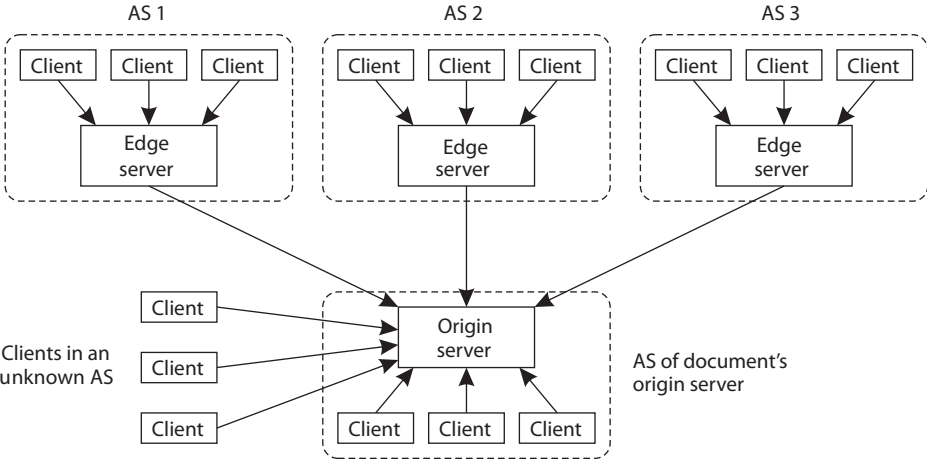 AS 1
AS 2
AS 3
Client
Client
Client
Client
Client
Client
Client
Client
Client
Edge
server
Edge
server
Edge
server
Client
Client
Client
Clients in an
unknown AS
Origin
server
AS of document's
origin server
Client
Client
Client